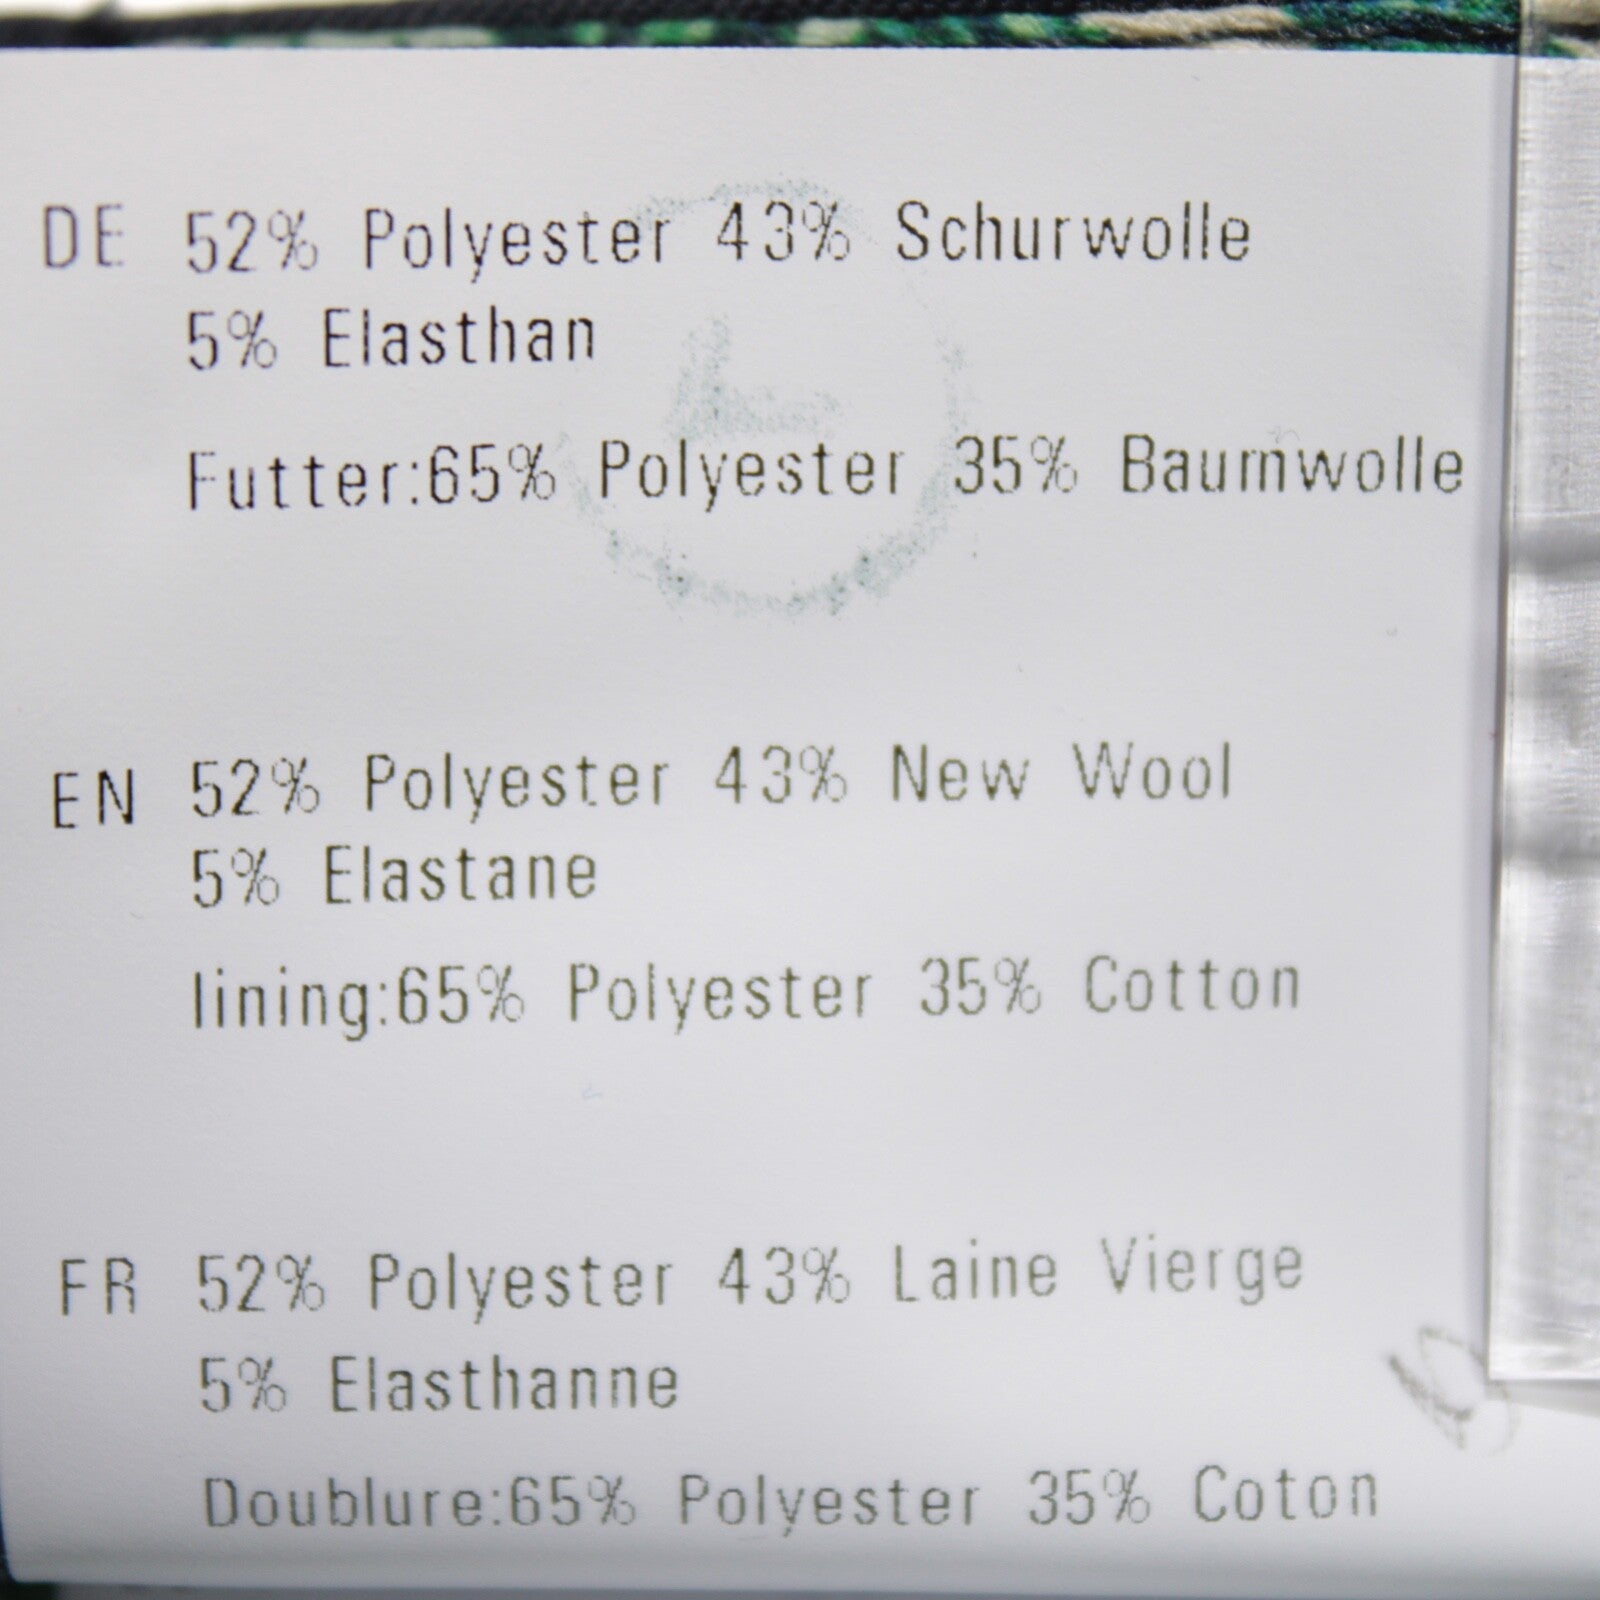 DE 52% Polyester 43% Schurwolle
5% Elasthan
Futter:65% Polyester 35% Baumwolle
EN 52% Polyester 43% New Wool
5% Elastane
lining:65% Polyester 35% Cotton
FR 52% Polyester 43% Laine Vierge
5% Elasthanne
Doublure:65% Polyester 35% Coton